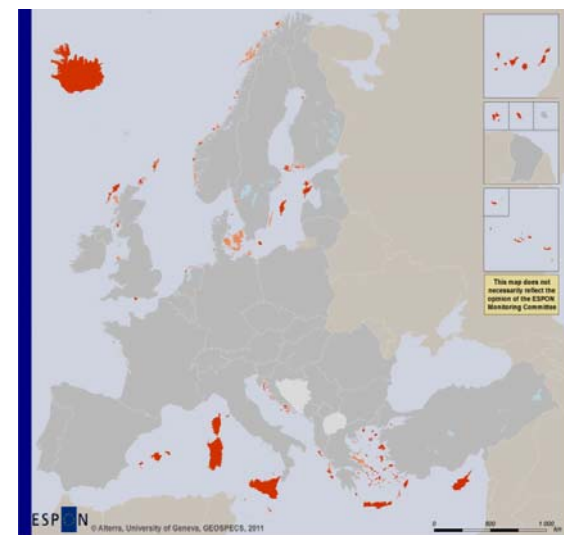 This map does not
necessarily reflect the
opinion of the ESPON
Monitoring Committee
ESPON
© Alterra, University of Geneva, GEOSPECS, 2011
0
1 000
km